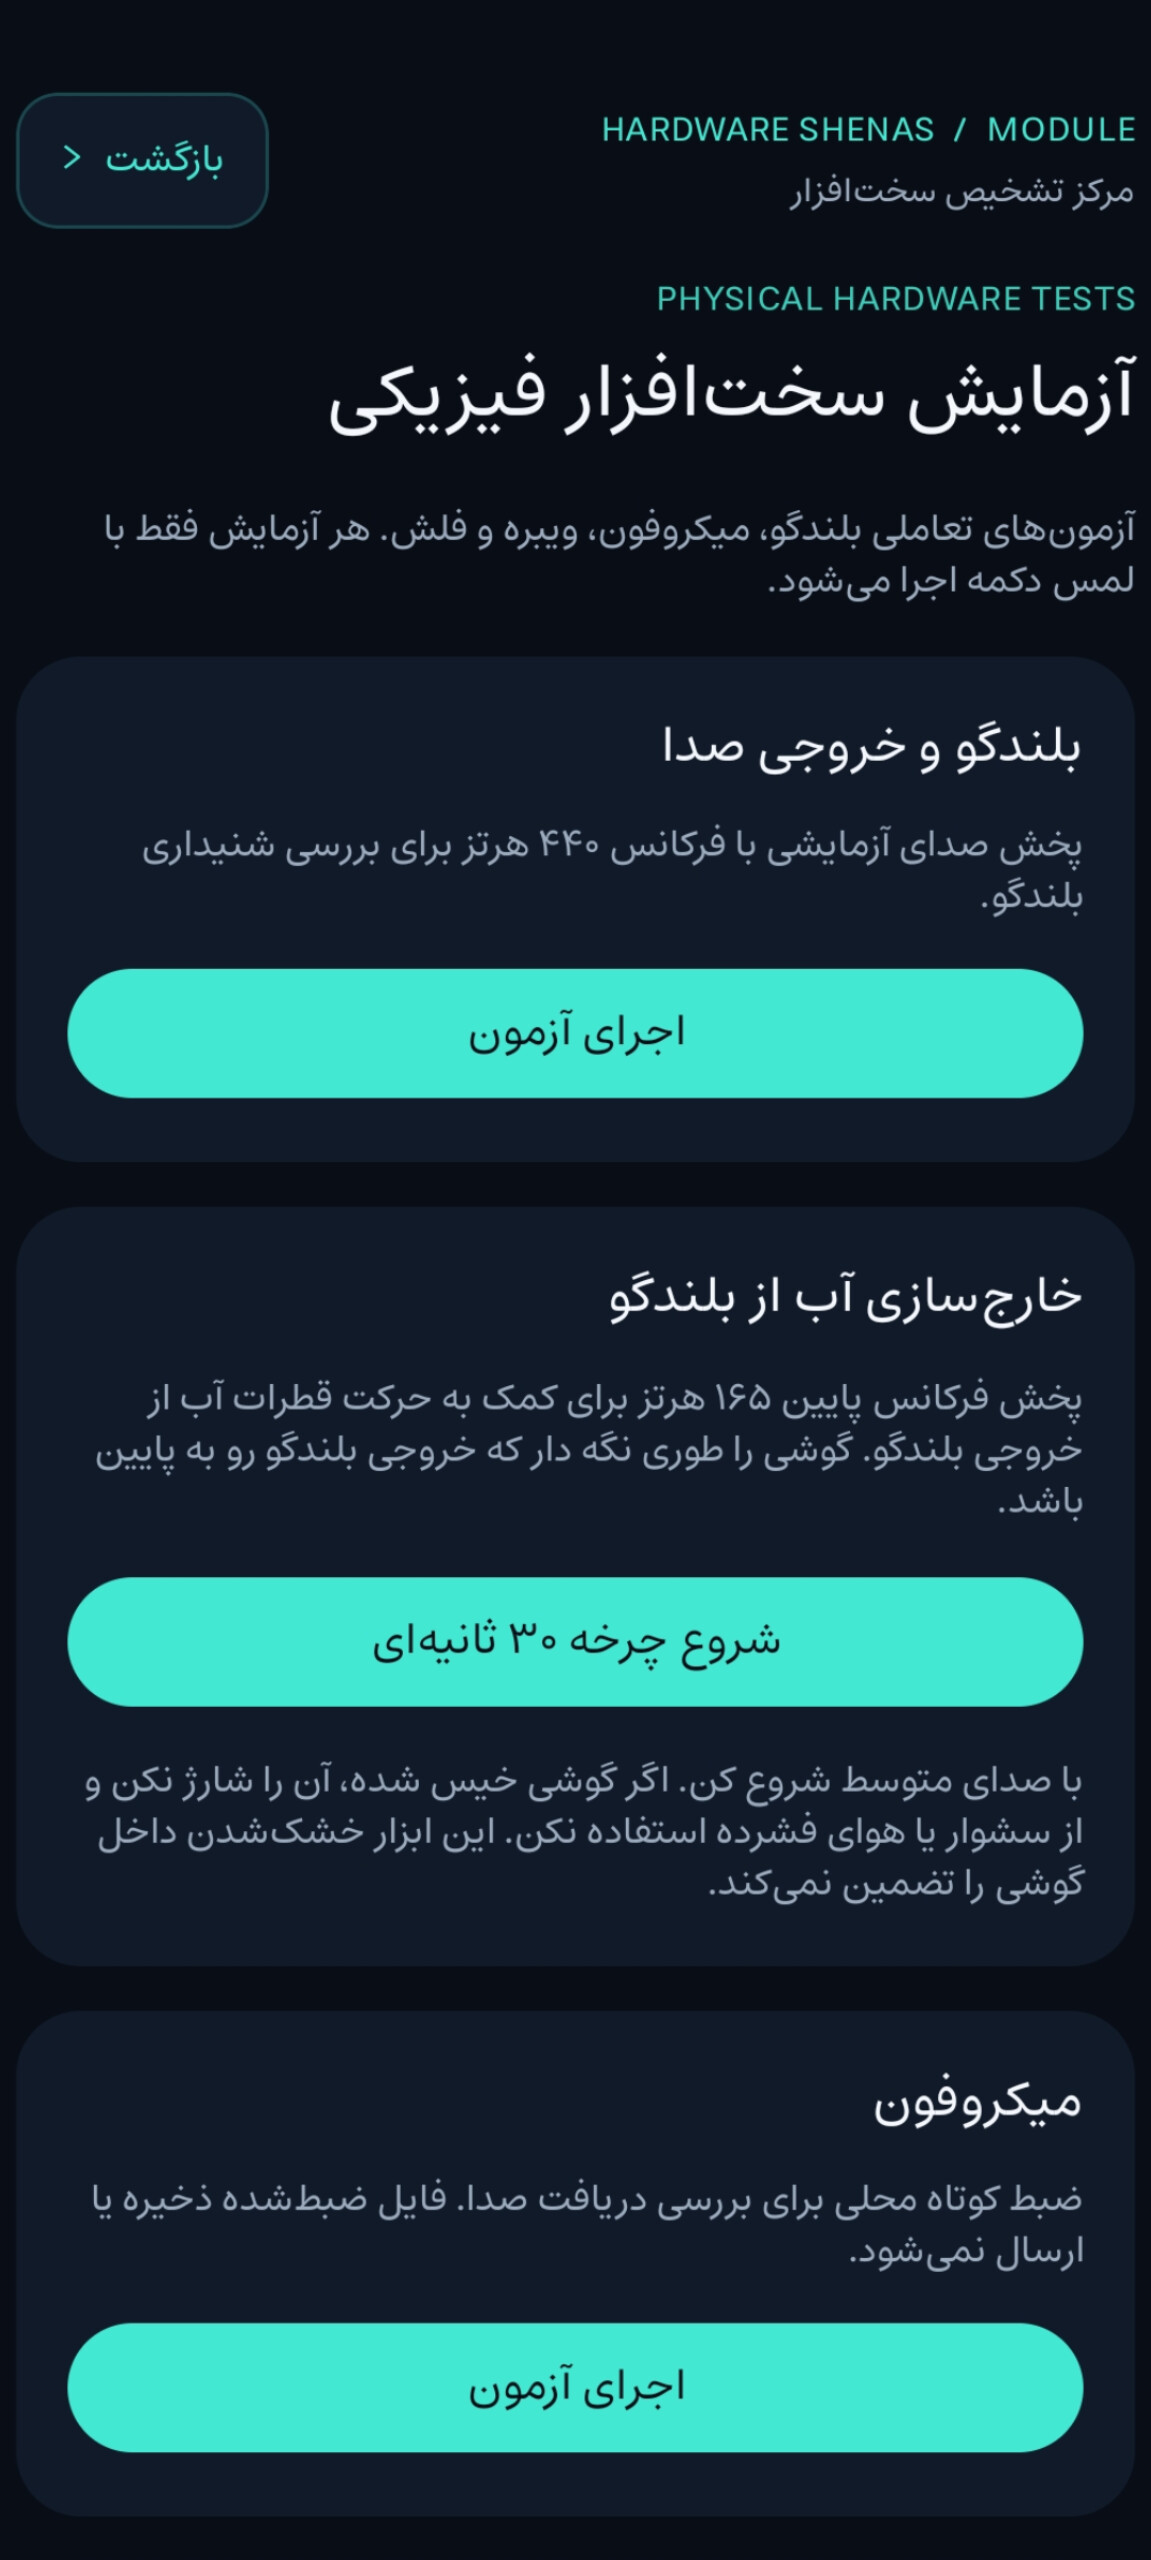 HARDWARE SHENAS / MODULE
بازگشت >
مرکز تشخیص سخت‌افزار
PHYSICAL HARDWARE TESTS
آزمایش سخت‌افزار فیزیکی
آزمون‌های تعاملی بلندگو، میکروفون، ویبره و فلش. هر آزمایش فقط با
لمس دکمه اجرا می‌شود.
بلندگو و خروجی صدا
پخش صدای آزمایشی با فرکانس ۴۴۰ هرتز برای بررسی شنیداری
بلندگو.
اجرای آزمون
خارج‌سازی آب از بلندگو
پخش فرکانس پایین ۱۶۵ هرتز برای کمک به حرکت قطرات آب از
خروجی بلندگو. گوشی را طوری نگه دار که خروجی بلندگو رو به پایین
باشد.
شروع چرخه ۳۰ ثانیه‌ای
با صدای متوسط شروع کن. اگر گوشی خیس شده، آن را شارژ نکن و
از سشوار یا هوای فشرده استفاده نکن. این ابزار خشک‌شدن داخل
گوشی را تضمین نمی‌کند.
میکروفون
ضبط کوتاه محلی برای بررسی دریافت صدا. فایل ضبط‌شده ذخیره یا
ارسال نمی‌شود.
اجرای آزمون